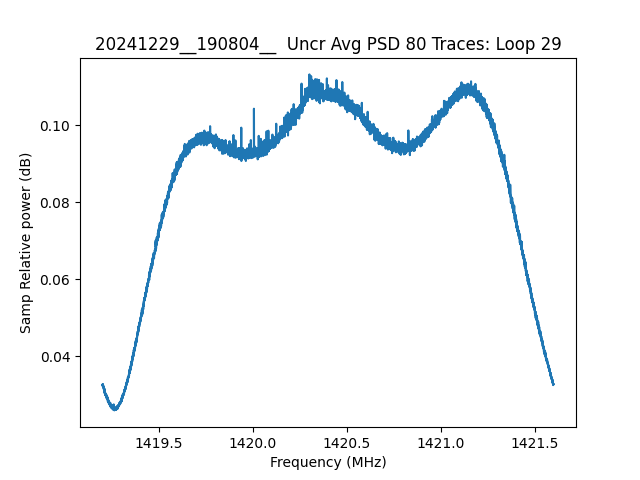 20241229__190804__  Uncr Avg PSD 80 Traces: Loop 29
Samp Relative power (dB)
0.10
0.08
0.06
0.04
1419.5 1420.0 1420.5 1421.0 1421.5
Frequency (MHz)